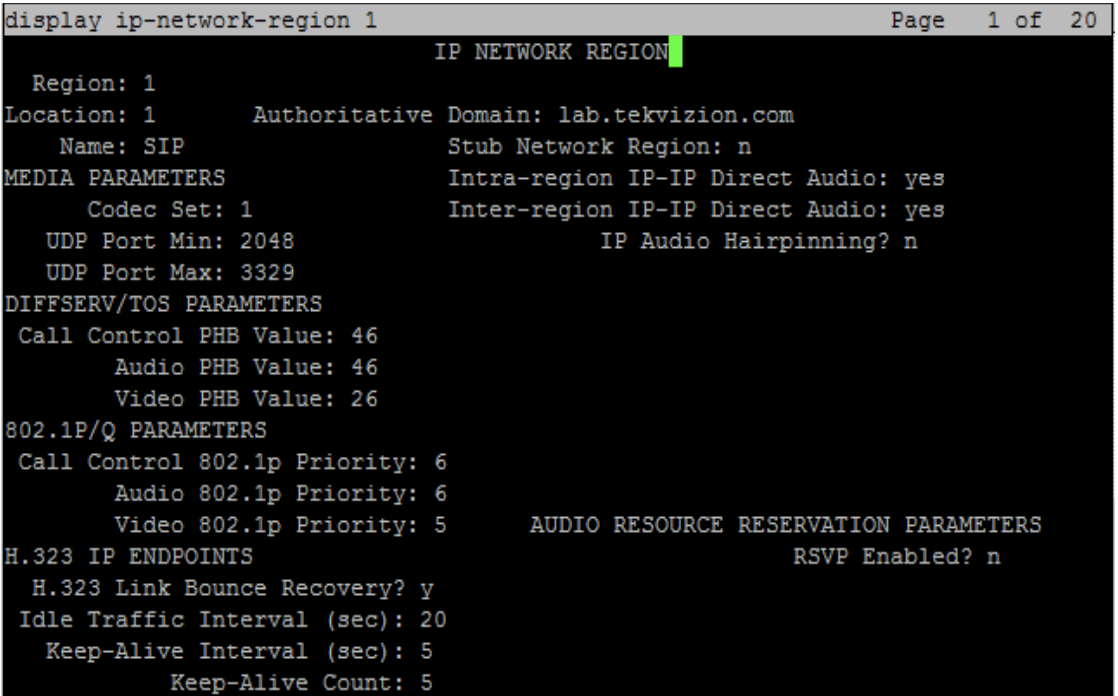 display ip-network-region 1 Page 1 of 20
IP NETWORK REGION
Region: 1
Location: 1 Authoritative Domain: lab.tekvizion.com
Name: SIP Stub Network Region: n
MEDIA PARAMETERS Intra-region IP-IP Direct Audio: yes
Codec Set: 1 Inter-region IP-IP Direct Audio: yes
UDP Port Min: 2048 IP Audio Hairpinning? n
UDP Port Max: 3329
DIFFSERV/TOS PARAMETERS
Call Control PHB Value: 46
Audio PHB Value: 46
Video PHB Value: 26
802.1P/Q PARAMETERS
Call Control 802.1p Priority: 6
Audio 802.1p Priority: 6
Video 802.1p Priority: 5 AUDIO RESOURCE RESERVATION PARAMETERS
H.323 IP ENDPOINTS RSVP Enabled? n
H.323 Link Bounce Recovery? y
Idle Traffic Interval (sec): 20
Keep-Alive Interval (sec): 5
Keep-Alive Count: 5